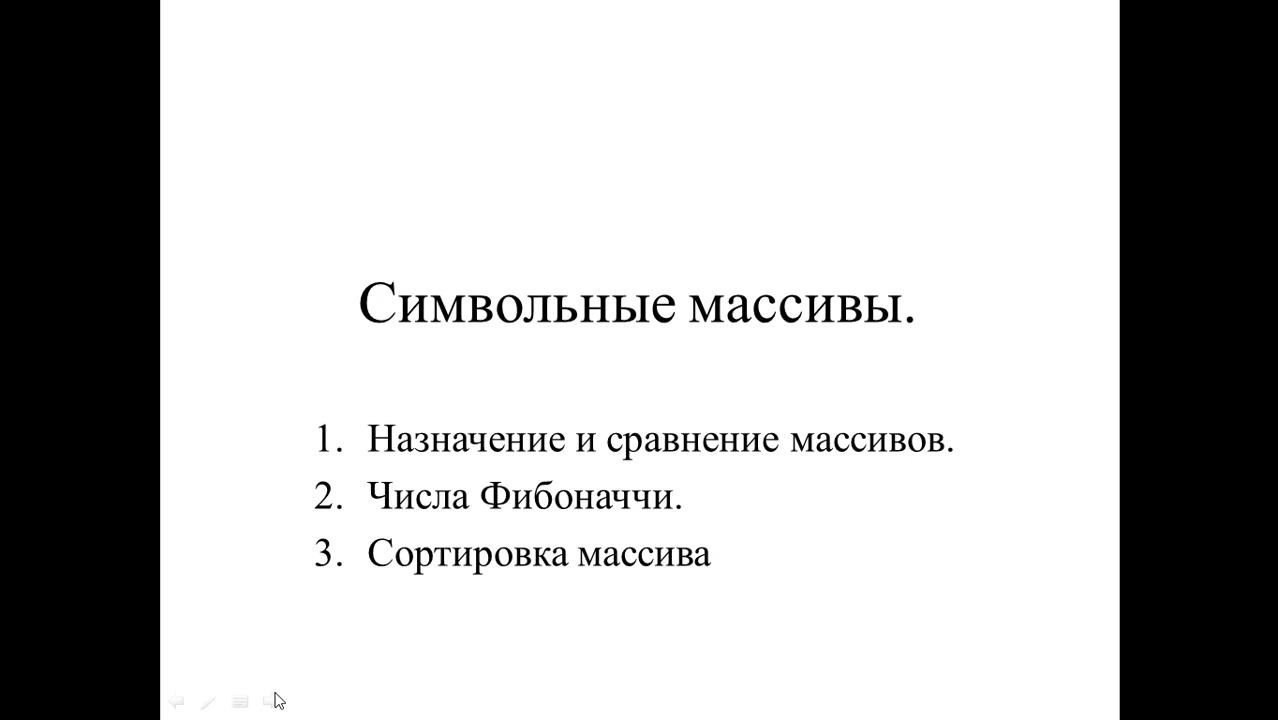 Символьные массивы.
1. Назначение и сравнение массивов.
2. Числа Фибоначчи.
3. Сортировка массива